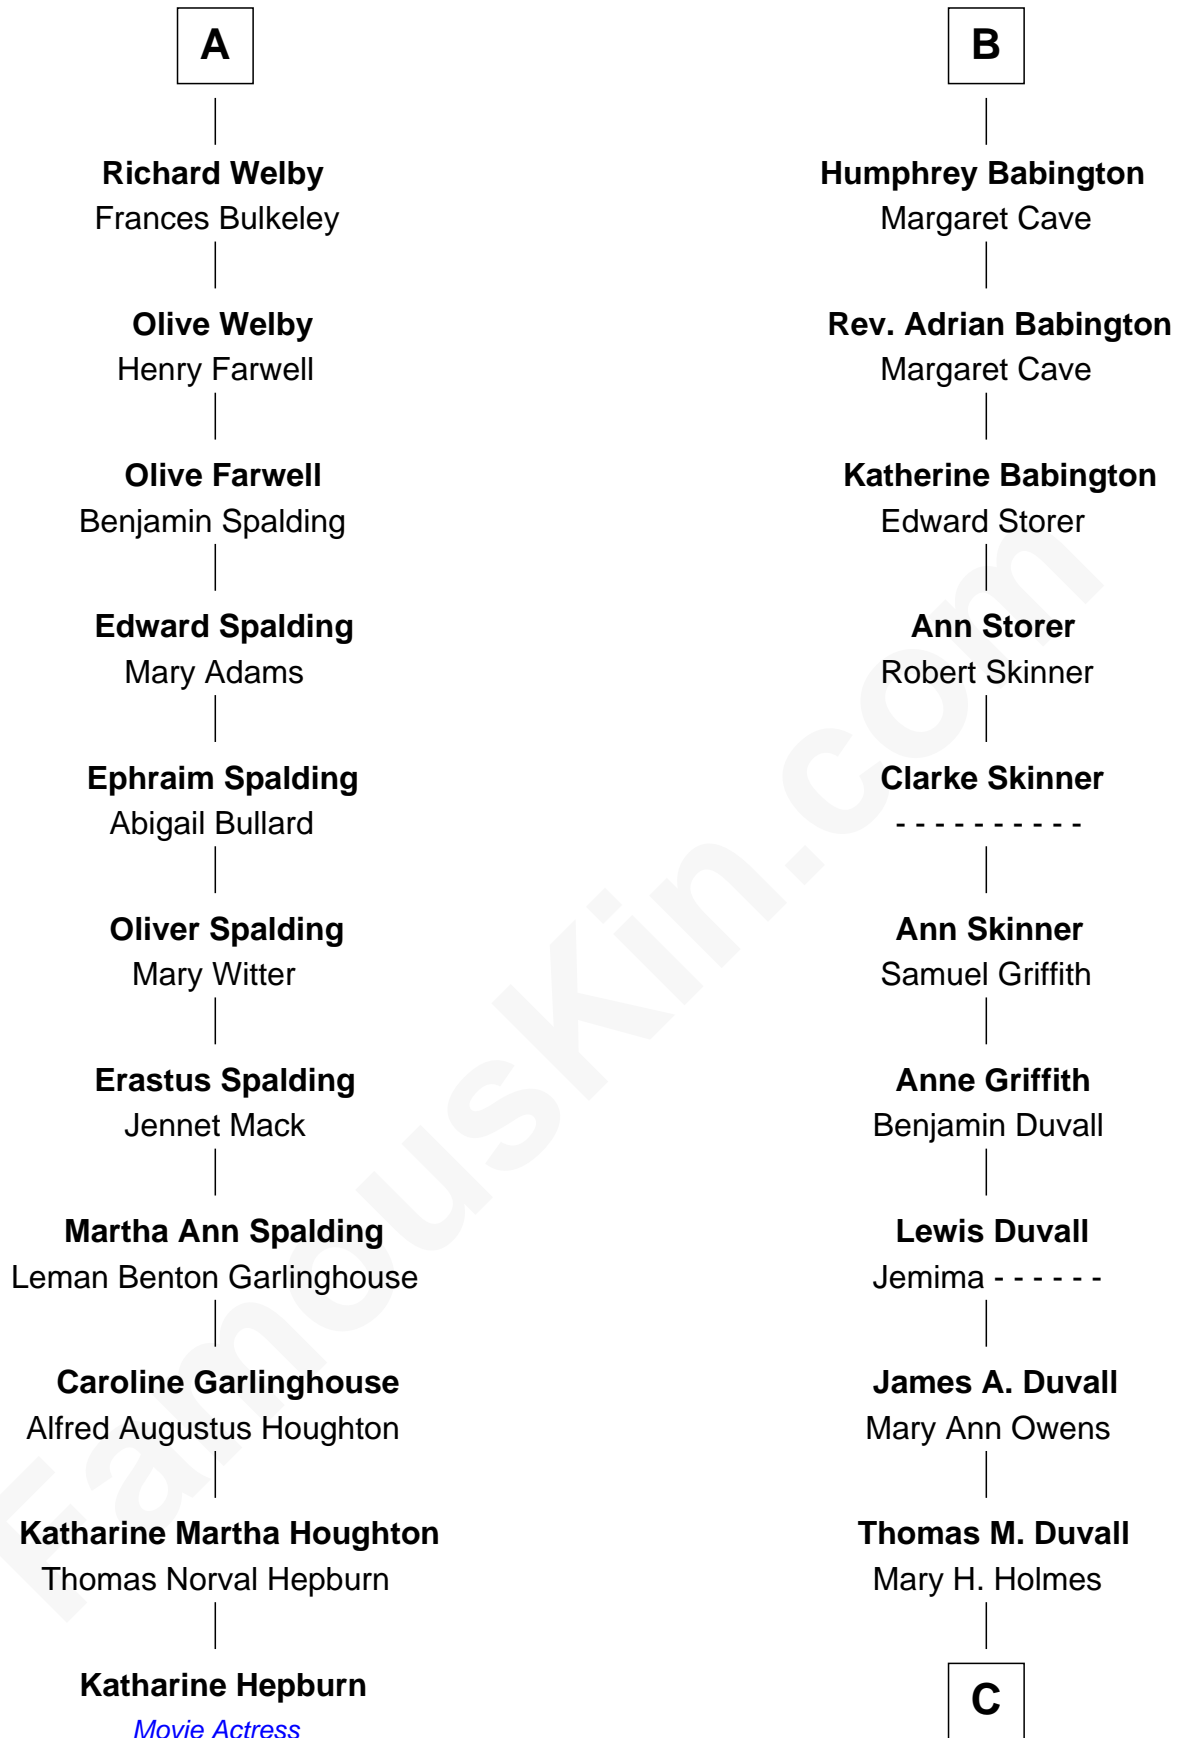 A
Richard Welby
Frances Bulkeley
Olive Welby
Henry Farwell
Olive Farwell
Benjamin Spalding
Edward Spalding
Mary Adams
Ephraim Spalding
Abigail Bullard
Oliver Spalding
Mary Witter
Erastus Spalding
Jennet Mack
Martha Ann Spalding
Leman Benton Garlinghouse
Caroline Garlinghouse
Alfred Augustus Houghton
Katharine Martha Houghton
Thomas Norval Hepburn
Katharine Hepburn
Movie Actress
B
Humphrey Babington
Margaret Cave
Rev. Adrian Babington
Margaret Cave
Katherine Babington
Edward Storer
Ann Storer
Robert Skinner
Clarke Skinner
- - - - - - - - - -
Ann Skinner
Samuel Griffith
Anne Griffith
Benjamin Duvall
Lewis Duvall
Jemima - - - - - -
James A. Duvall
Mary Ann Owens
Thomas M. Duvall
Mary H. Holmes
C
FamousKin.com